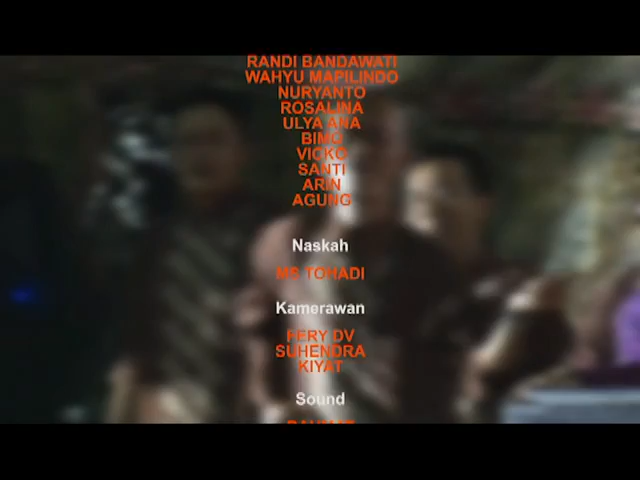 RANDI BANDAWATI
WAHYU MAPILINDO
NURYANTO
ROSALINA
ULYA ANA
BIMO
VICKO
SANTI
ARIN
AGUNG
Naskah
MS TOHADI
Kamerawan
FERY DV
SUHENDRA
KIYAT
Sound